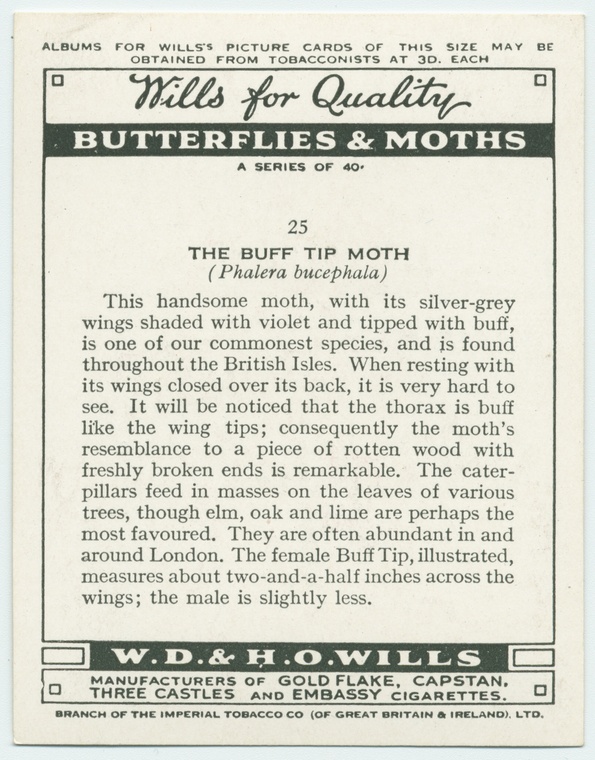 ALBUMS FOR WILLS'S PICTURE CARDS OF THIS SIZE MAY BE
OBTAINED FROM TOBACCONISTS AT 3D. EACH
Wills for Quality
BUTTERFLIES & MOTHS
A SERIES OF 40.
25
THE BUFF TIP MOTH
(Phalera bucephala)
This handsome moth, with its silver-grey
wings shaded with violet and tipped with buff,
is one of our commonest species, and is found
throughout the British Isles. When resting with
its wings closed over its back, it is very hard to
see. It will be noticed that the thorax is buff
like the wing tips; consequently the moth's
resemblance to a piece of rotten wood with
freshly broken ends is remarkable. The cater-
pillars feed in masses on the leaves of various
trees, though elm, oak and lime are perhaps the
most favoured. They are often abundant in and
around London. The female Buff Tip, illustrated,
measures about two-and-a-half inches across the
wings; the male is slightly less.
W.D.& H.O.WILLS
MANUFACTURERS OF GOLD FLAKE, CAPSTAN,
THREE CASTLES AND EMBASSY CIGARETTES.
BRANCH OF THE IMPERIAL TOBACCO CO (OF GREAT BRITAIN & IRELAND), LTD.